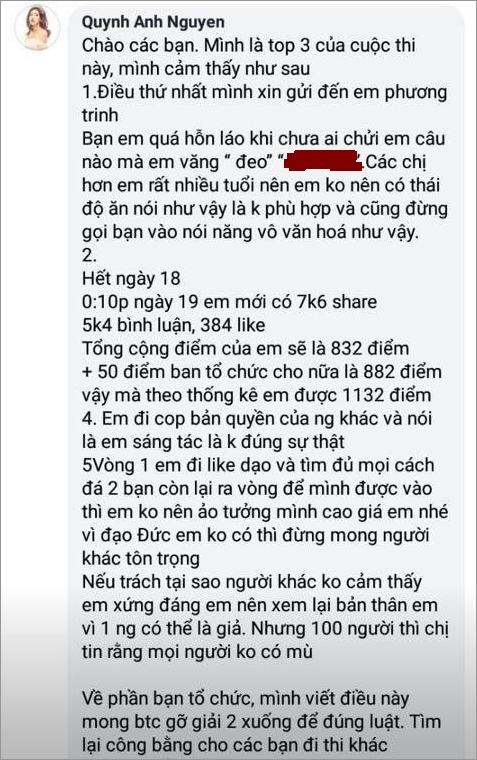 Quynh Anh Nguyen
Chào các bạn. Mình là top 3 của cuộc thi
này, mình cảm thấy như sau
1.Điều thứ nhất mình xin gửi đến em phương
trinh
Bạn em quá hỗn láo khi chưa ai chửi em câu
nào mà em văng “ đeo” “ ”.Các chị
hơn em rất nhiều tuổi nên em ko nên có thái
độ ăn nói như vậy là k phù hợp và cũng đừng
gọi bạn vào nói năng vô văn hoá như vậy.
2.
Hết ngày 18
0:10p ngày 19 em mới có 7k6 share
5k4 bình luận, 384 like
Tổng cộng điểm của em sẽ là 832 điểm
+ 50 điểm ban tổ chức cho nữa là 882 điểm
vậy mà theo thống kê em được 1132 điểm
4. Em đi cop bản quyền của ng khác và nói
là em sáng tác là k đúng sự thật
5Vòng 1 em đi like dạo và tìm đủ mọi cách
đá 2 bạn còn lại ra vòng để mình được vào
thì em ko nên ảo tưởng mình cao giá em nhé
vì đạo Đức em ko có thì đừng mong người
khác tôn trọng
Nếu trách tại sao người khác ko cảm thấy
em xứng đáng em nên xem lại bản thân em
vì 1 ng có thể là giả. Nhưng 100 người thì chị
tin rằng mọi người ko có mù
Về phần bạn tổ chức, mình viết điều này
mong btc gỡ giải 2 xuống để đúng luật. Tìm
lại công bằng cho các bạn đi thi khác